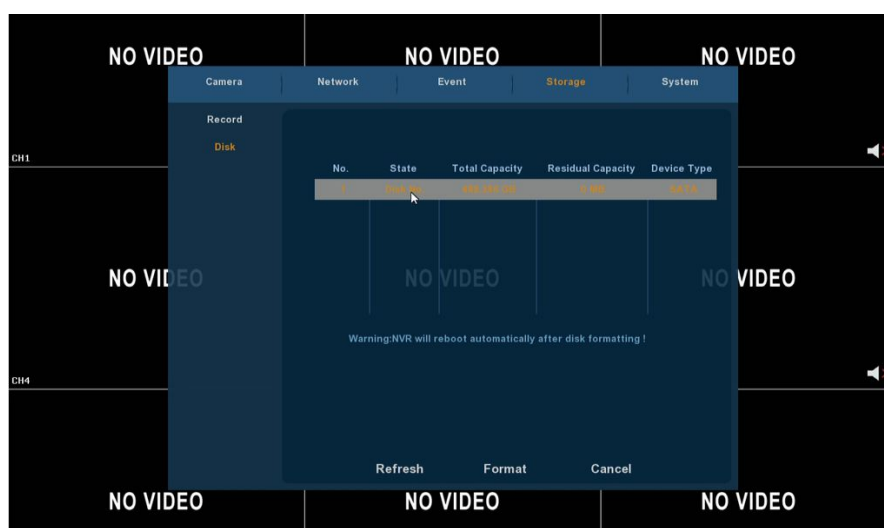 NO VIDEO NO VIDEO NO VIDEO
Camera Network Event Storage System
Record
Disk
CH1
No. State Total Capacity Residual Capacity Device Type
NO VIDEO NO VIDEO NO VIDEO
Warning:NVR will reboot automatically after disk formatting !
CH4
Refresh Format Cancel
NO VIDEO NO VIDEO NO VIDEO